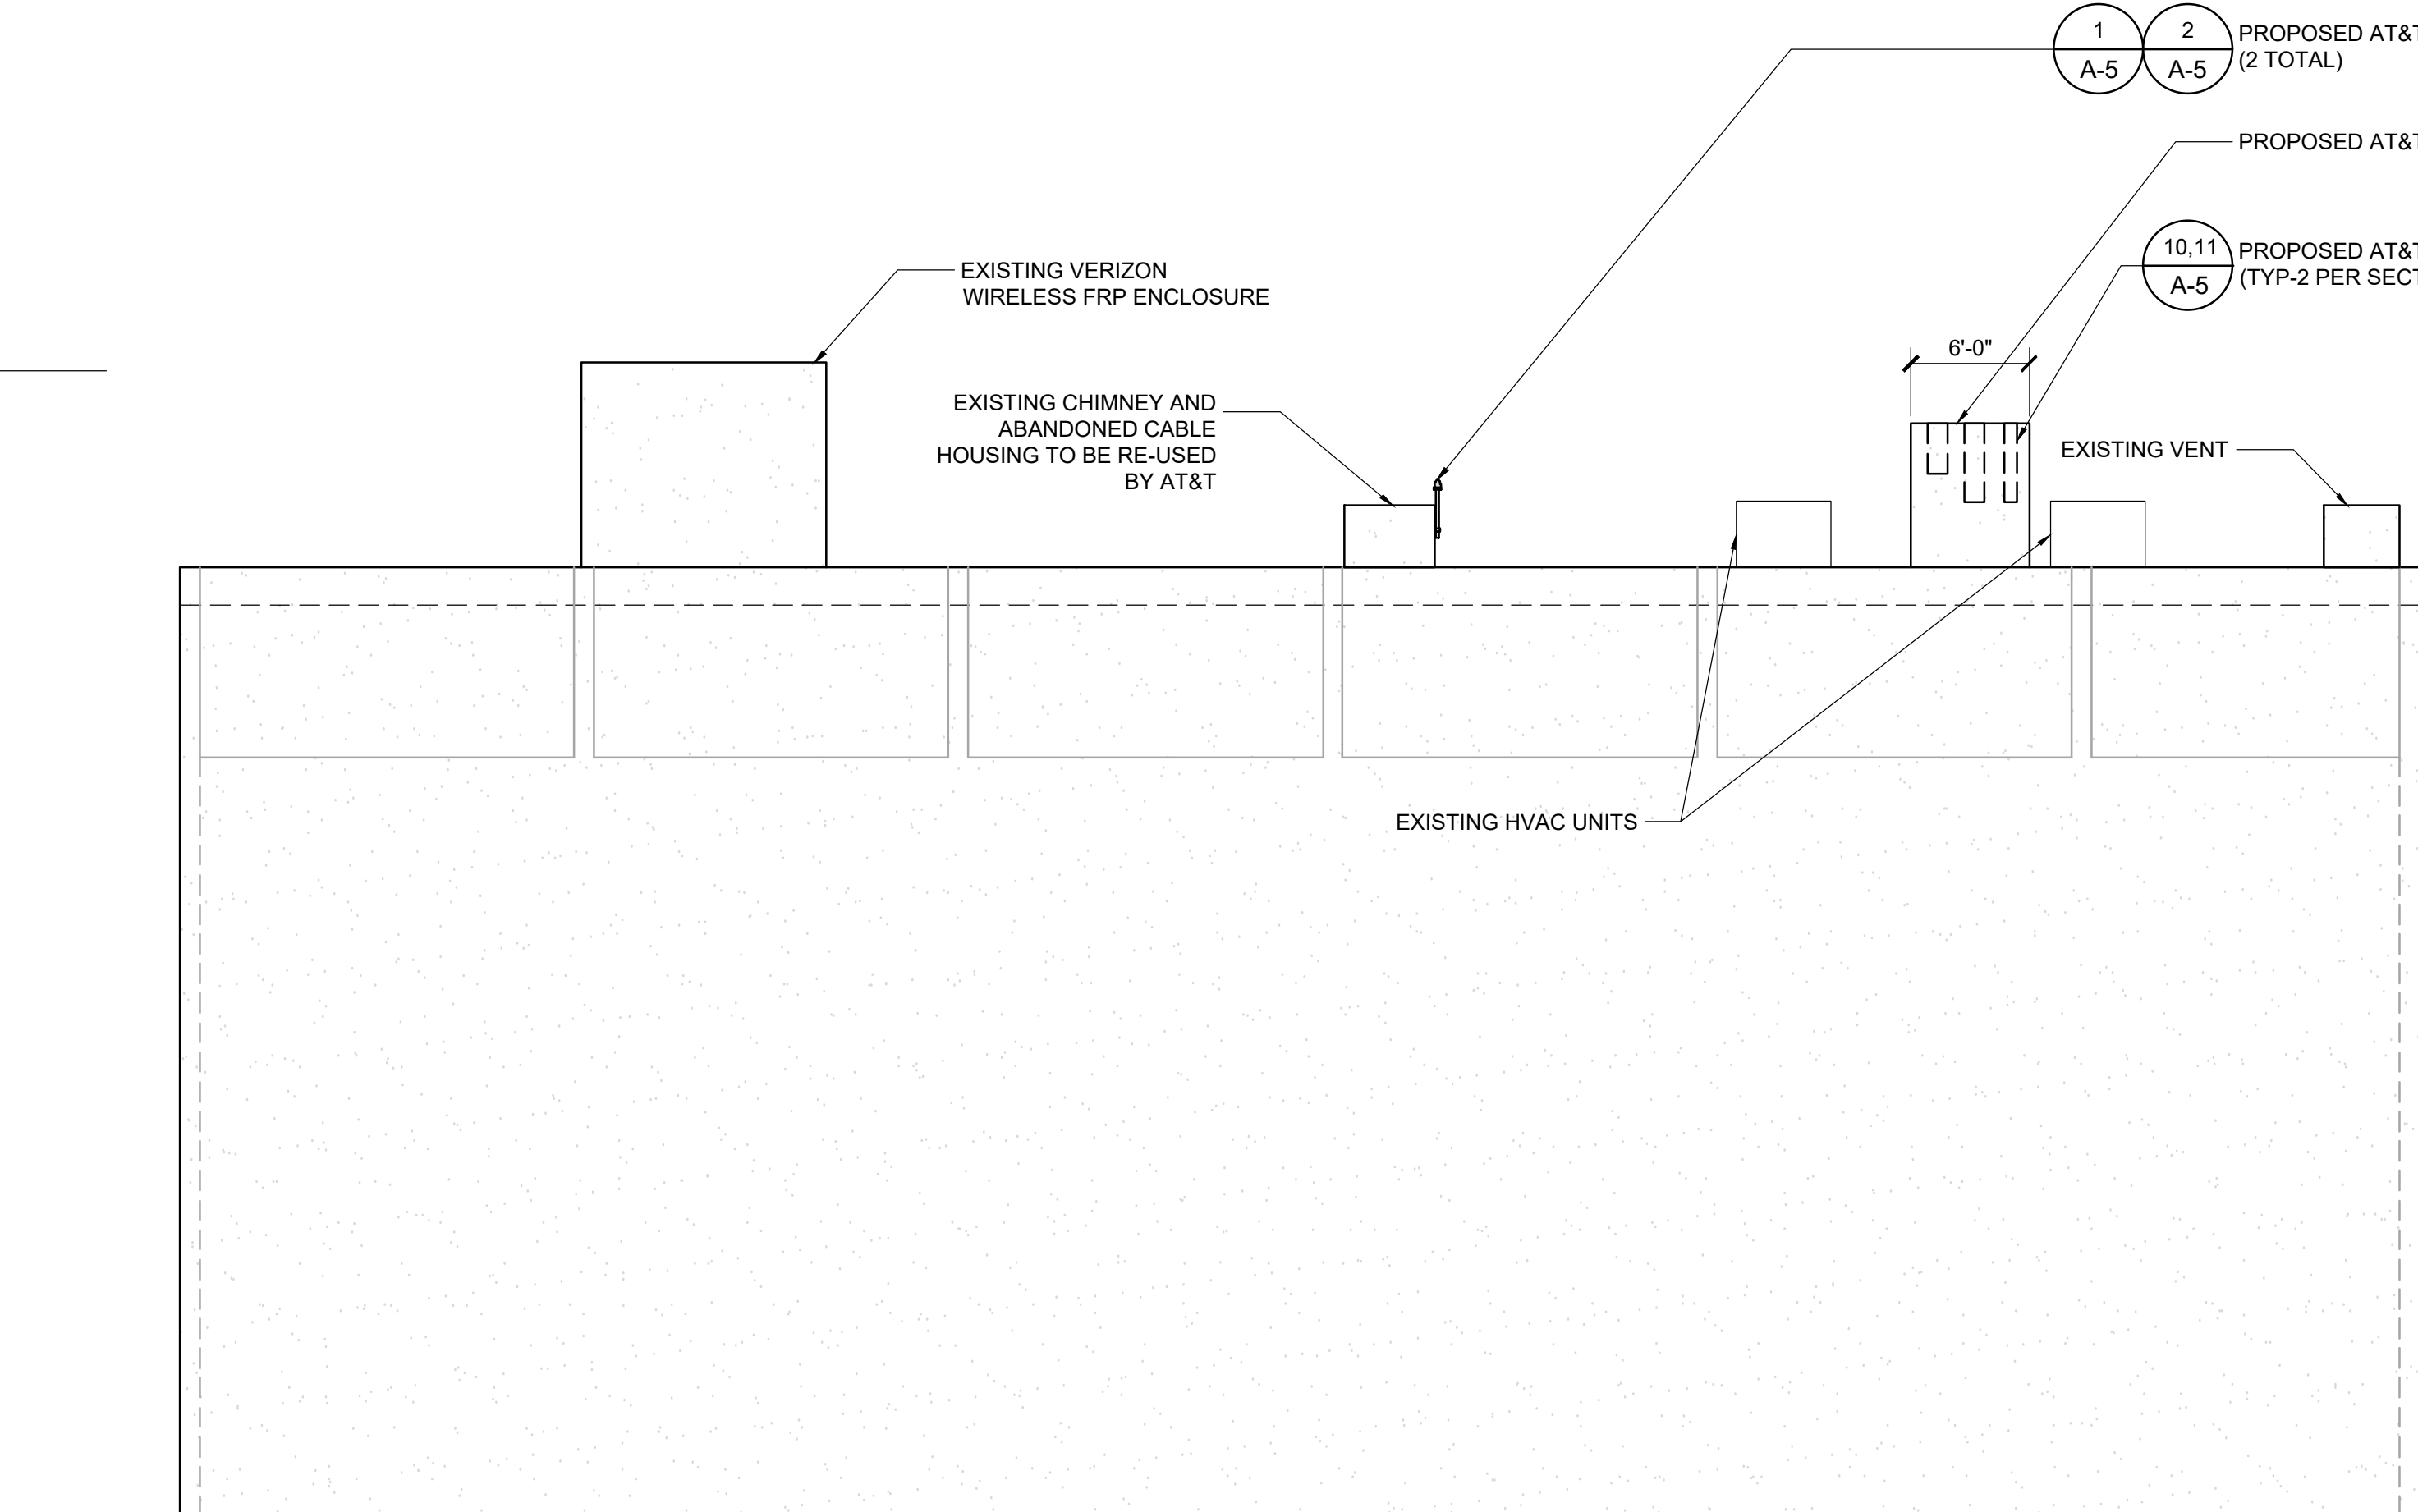 1
2
PROPOSED AT&T
A-5
A-5
(2 TOTAL)
PROPOSED AT&T
10,11
PROPOSED AT&T
A-5
(TYP-2 PER SECT
EXISTING VERIZON
WIRELESS FRP ENCLOSURE
6'-0"
EXISTING CHIMNEY AND
ABANDONED CABLE
HOUSING TO BE RE-USED
BY AT&T
EXISTING VENT
EXISTING HVAC UNITS